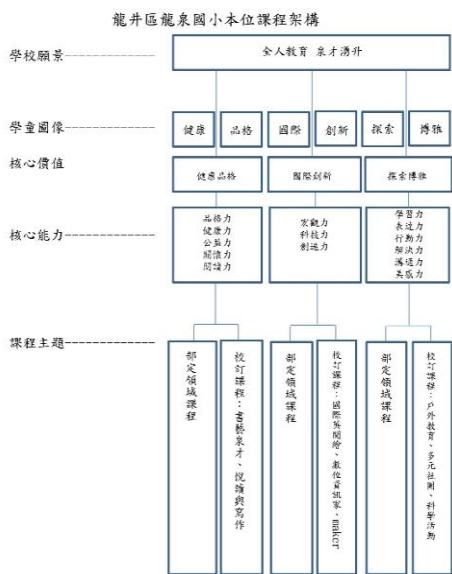 龍井區龍泉國小本位課程架構
學校願景
全人教育 泉才湧升
學童圖像
健康
品格
國際
創新
探索
博雅
核心價值
健康品格
國際創新
探索博雅
核心能力
品格力
健康力
公益力
關懷力
閱讀力
宏觀力
科技力
創造力
學習力
表達力
行動力
解決力
溝通力
美感力
課程主題
部定領域課程
校訂課程：書藝泉才、悅讀與寫作
部定領域課程
校訂課程：國際英閱繪、數位資訊家、maker
部定領域課程
校訂課程：戶外教育、多元社團、科學活動